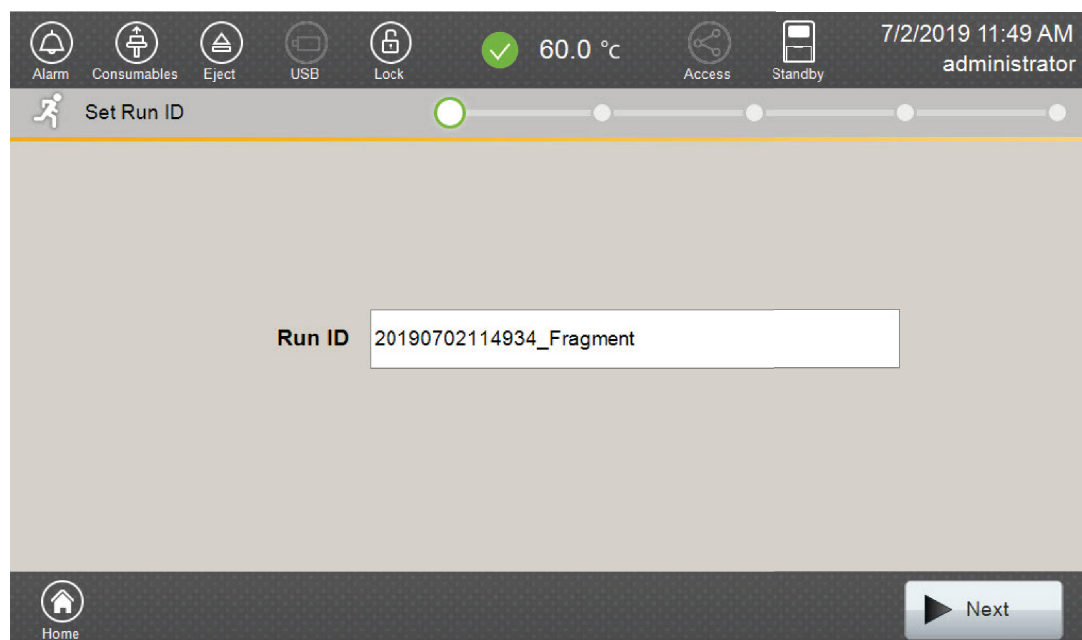 Alarm Consumables Eject USB Lock 60.0 °c Access Standby 7/2/2019 11:49 AM
administrator
Set Run ID
Run ID 20190702114934_Fragment
Home Next